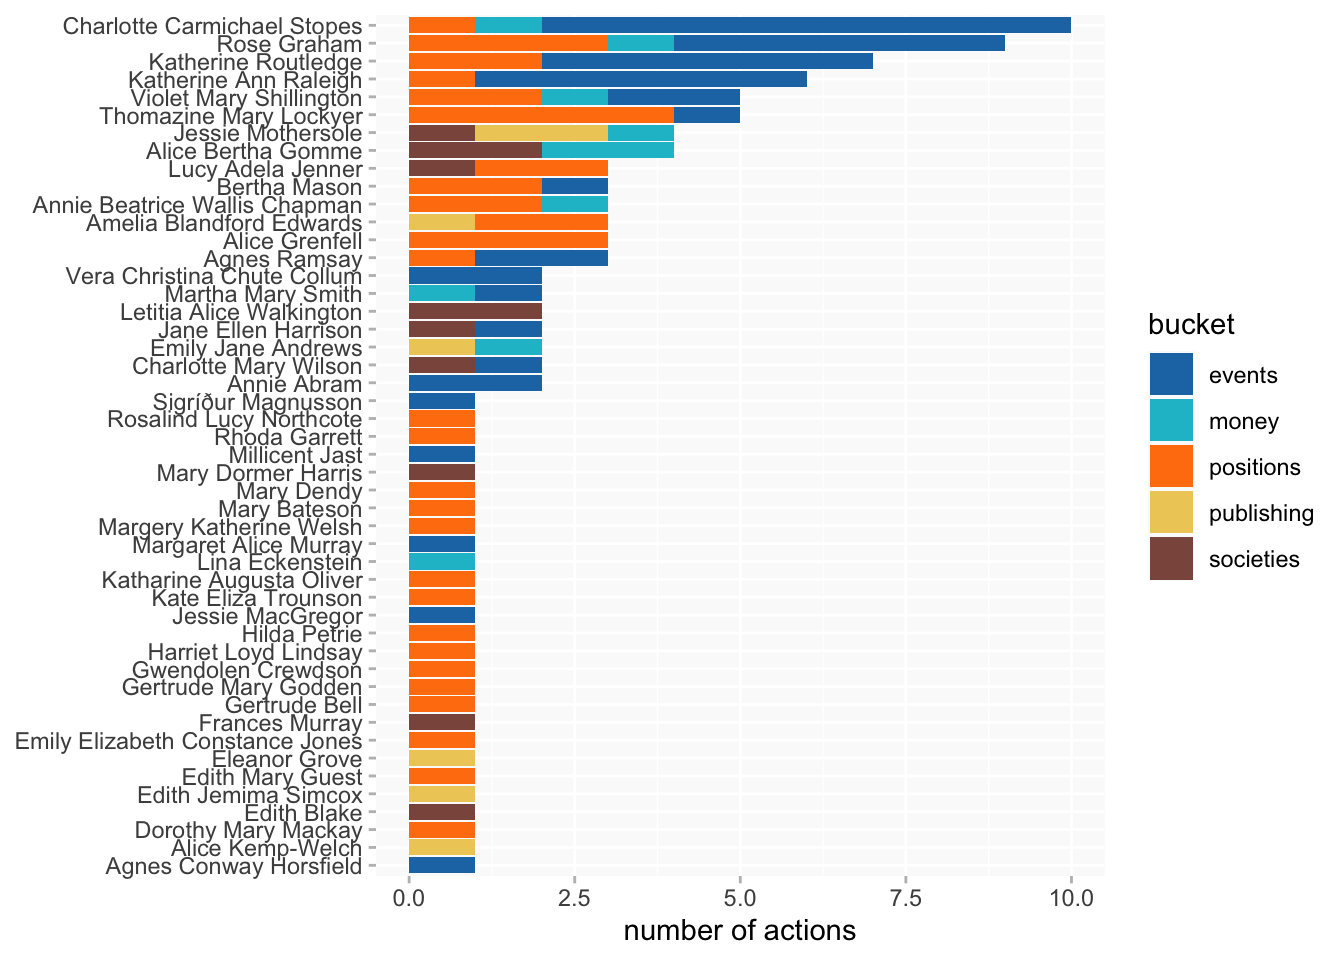 Charlotte Carmichael Stopes
Rose Graham
Katherine Routledge
Katherine Ann Raleigh
Violet Mary Shillington
Thomazine Mary Lockyer
Jessie Mothersole
Alice Bertha Gomme
Lucy Adela Jenner
Bertha Mason
Annie Beatrice Wallis Chapman
Amelia Blandford Edwards
Alice Grenfell
Agnes Ramsay
Vera Christina Chute Collum
Martha Mary Smith
Letitia Alice Walkington
Jane Ellen Harrison
Emily Jane Andrews
Charlotte Mary Wilson
Annie Abram
Sigríður Magnusson
Rosalind Lucy Northcote
Rhoda Garrett
Millicent Jast
Mary Dormer Harris
Mary Dendy
Mary Bateson
Margery Katherine Welsh
Margaret Alice Murray
Lina Eckenstein
Katharine Augusta Oliver
Kate Eliza Trounson
Jessie MacGregor
Hilda Petrie
Harriet Loyd Lindsay
Gwendolen Crewdson
Gertrude Mary Godden
Gertrude Bell
Frances Murray
Emily Elizabeth Constance Jones
Eleanor Grove
Edith Mary Guest
Edith Jemima Simcox
Edith Blake
Dorothy Mary Mackay
Alice Kemp-Welch
Agnes Conway Horsfield
0.0 2.5 5.0 7.5 10.0
number of actions
bucket
events
money
positions
publishing
societies